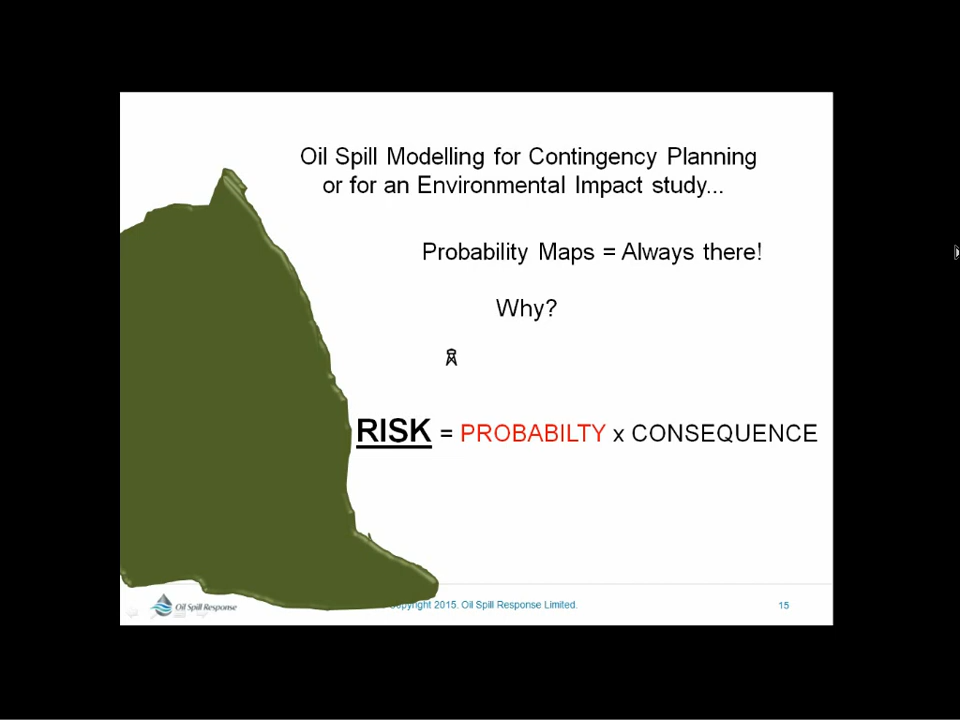 Oil Spill Modelling for Contingency Planning
or for an Environmental Impact study...
Probability Maps = Always there!
Why?
RISK = PROBABILTY x CONSEQUENCE
Oil Spill Response
opyright 2015. Oil Spill Response Limited.
15